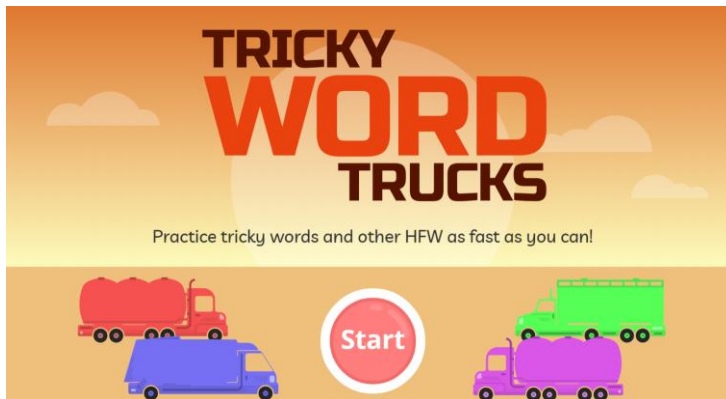 TRICKY
WORD
TRUCKS
Practice tricky words and other HFW as fast as you can!
Start